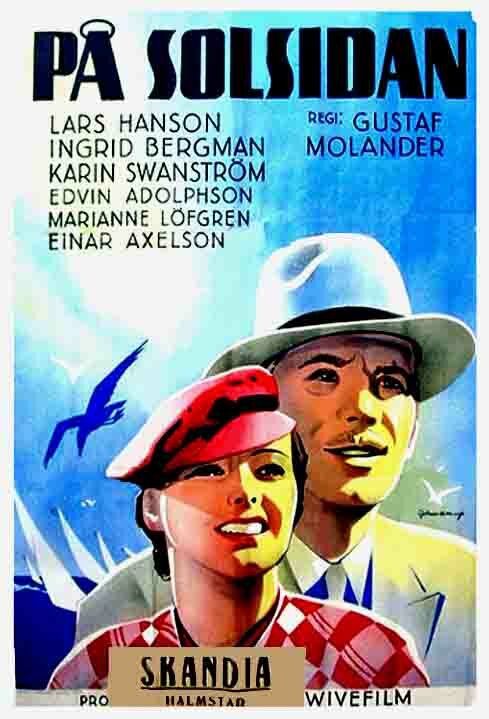 PÅ SOLSIDAN
LARS HANSON
INGRID BERGMAN
KARIN SWANSTRÖM
EDVIN ADOLPHSON
MARIANNE LÖFGREN
EINAR AXELSON
REGI: GUSTAF
MOLANDER
SKANDIA
HALMSTAD
PRO
WIVEFILM